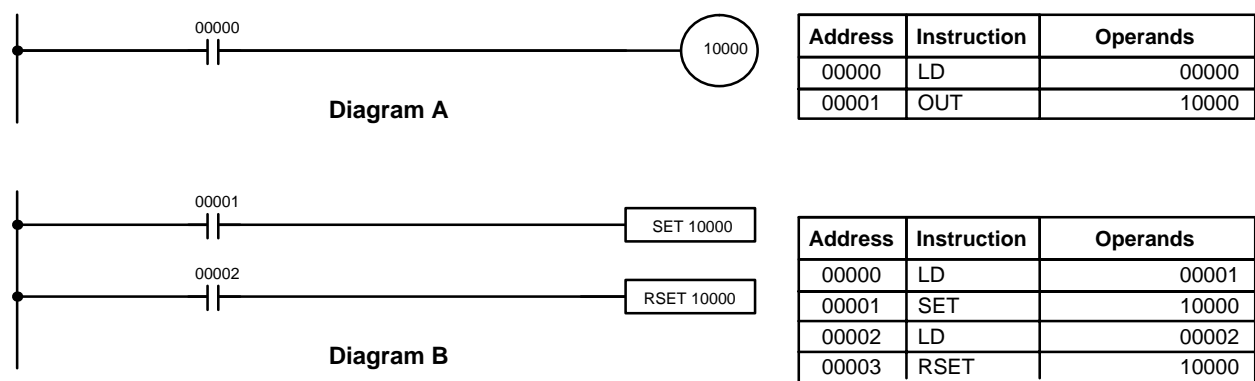 00000
10000
Diagram A
Address Instruction Operands
00000 LD 00000
00001 OUT 10000
00001
SET 10000
00002
RSET 10000
Diagram B
Address Instruction Operands
00000 LD 00001
00001 SET 10000
00002 LD 00002
00003 RSET 10000